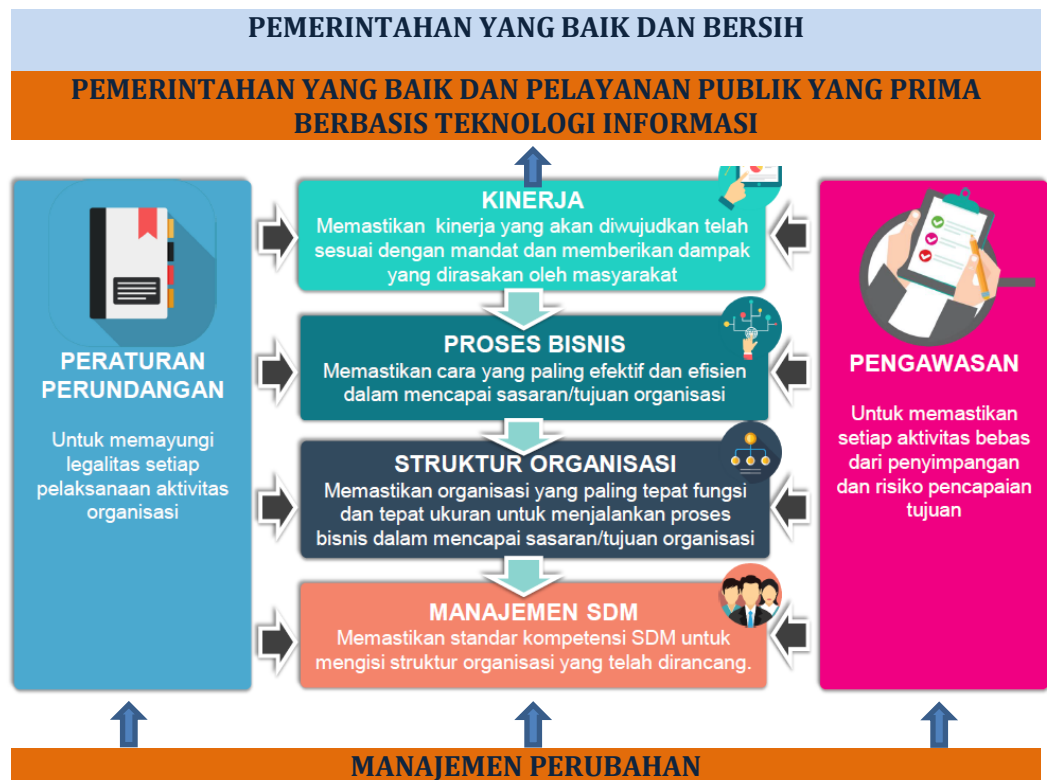 PEMERINTAHAN YANG BAIK DAN BERSIH
PEMERINTAHAN YANG BAIK DAN PELAYANAN PUBLIK YANG PRIMA
BERBASIS TEKNOLOGI INFORMASI
PERATURAN
PERUNDANGAN
Untuk memayungi
legalitas setiap
pelaksanaan aktivitas
organisasi
KINERJA
Memastikan kinerja yang akan diwujudkan telah
sesuai dengan mandat dan memberikan dampak
yang dirasakan oleh masyarakat
PROSES BISNIS
Memastikan cara yang paling efektif dan efisien
dalam mencapai sasaran/tujuan organisasi
STRUKTUR ORGANISASI
Memastikan organisasi yang paling tepat fungsi
dan tepat ukuran untuk menjalankan proses
bisnis dalam mencapai sasaran/tujuan organisasi
MANAJEMEN SDM
Memastikan standar kompetensi SDM untuk
mengisi struktur organisasi yang telah dirancang.
PENGAWASAN
Untuk memastikan
setiap aktivitas bebas
dari penyimpangan
dan risiko pencapaian
tujuan
MANAJEMEN PERUBAHAN